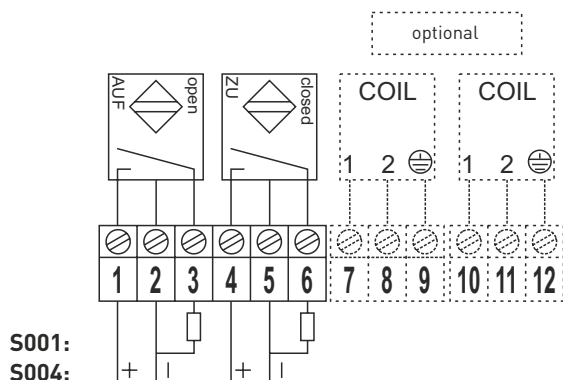 optional
AUF open
ZU closed
COIL
COIL
1 2
1 2
1 2 3 4 5 6 7 8 9 10 11 12
S001:
S004: + – + –